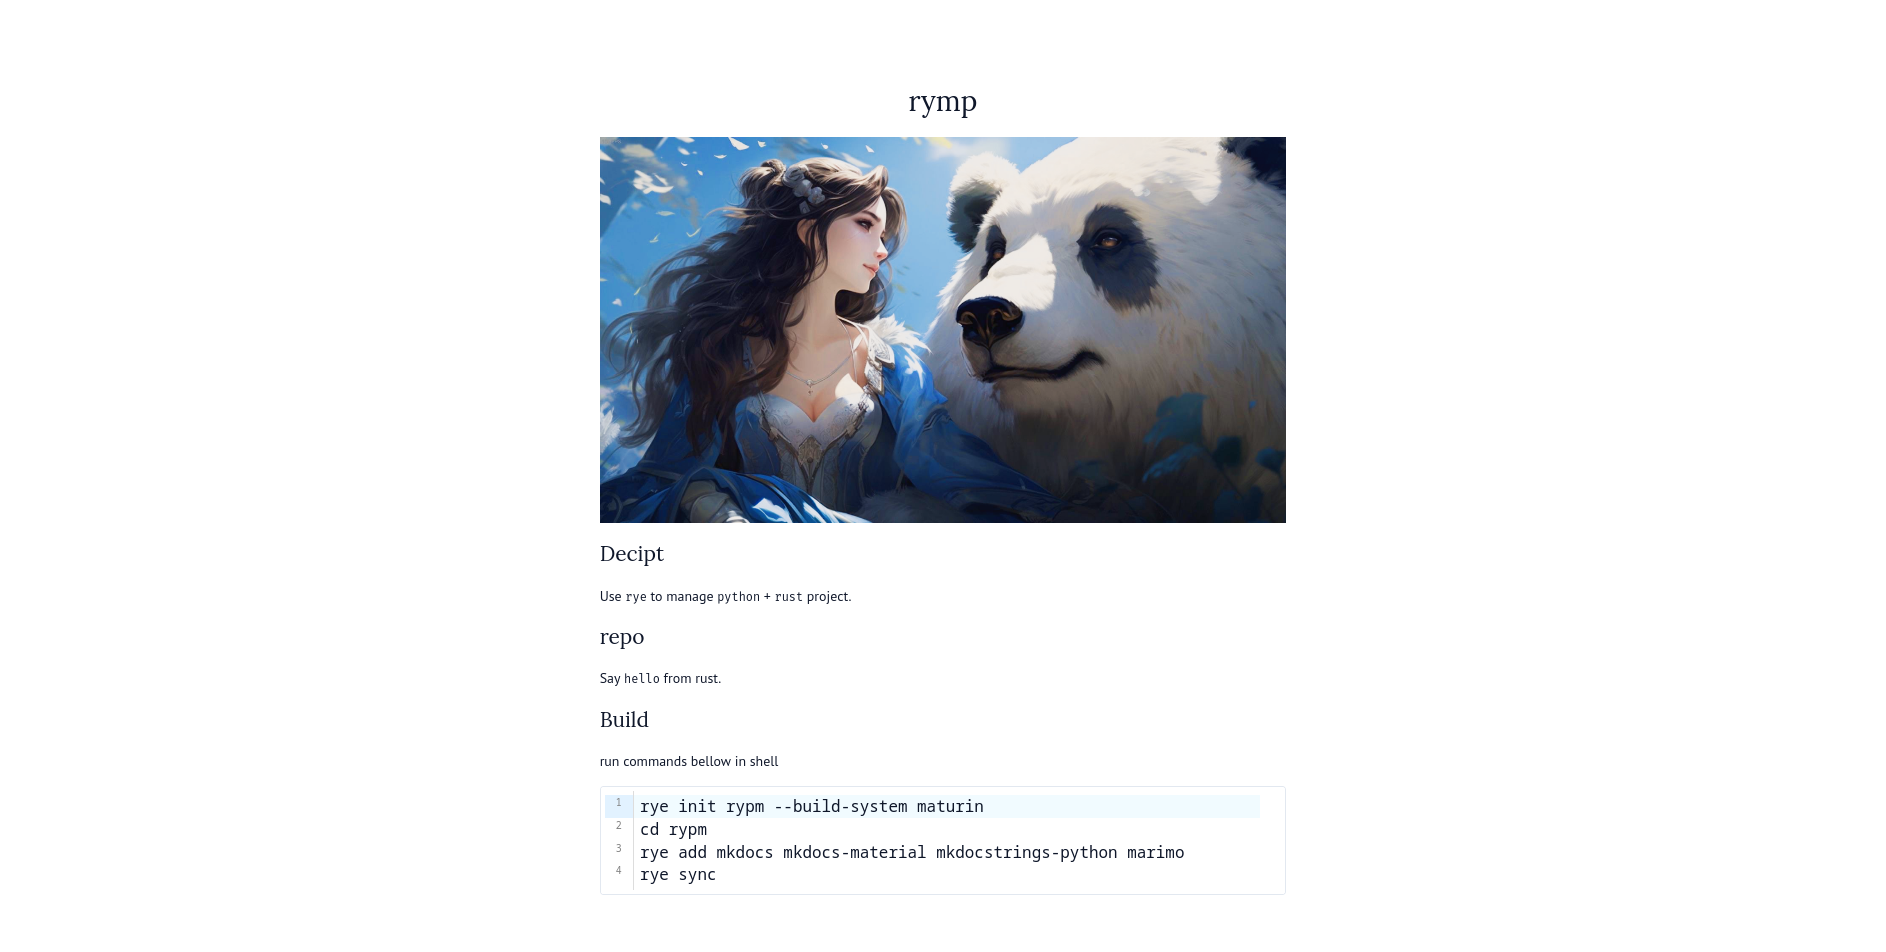 rymp
Decipt
Use rye to manage python + rust project.
repo
Say hello from rust.
Build
run commands bellow in shell
1 rye init rypm --build-system maturin
2 cd rypm
3 rye add mkdocs mkdocs-material mkdocstrings-python marimo
4 rye sync